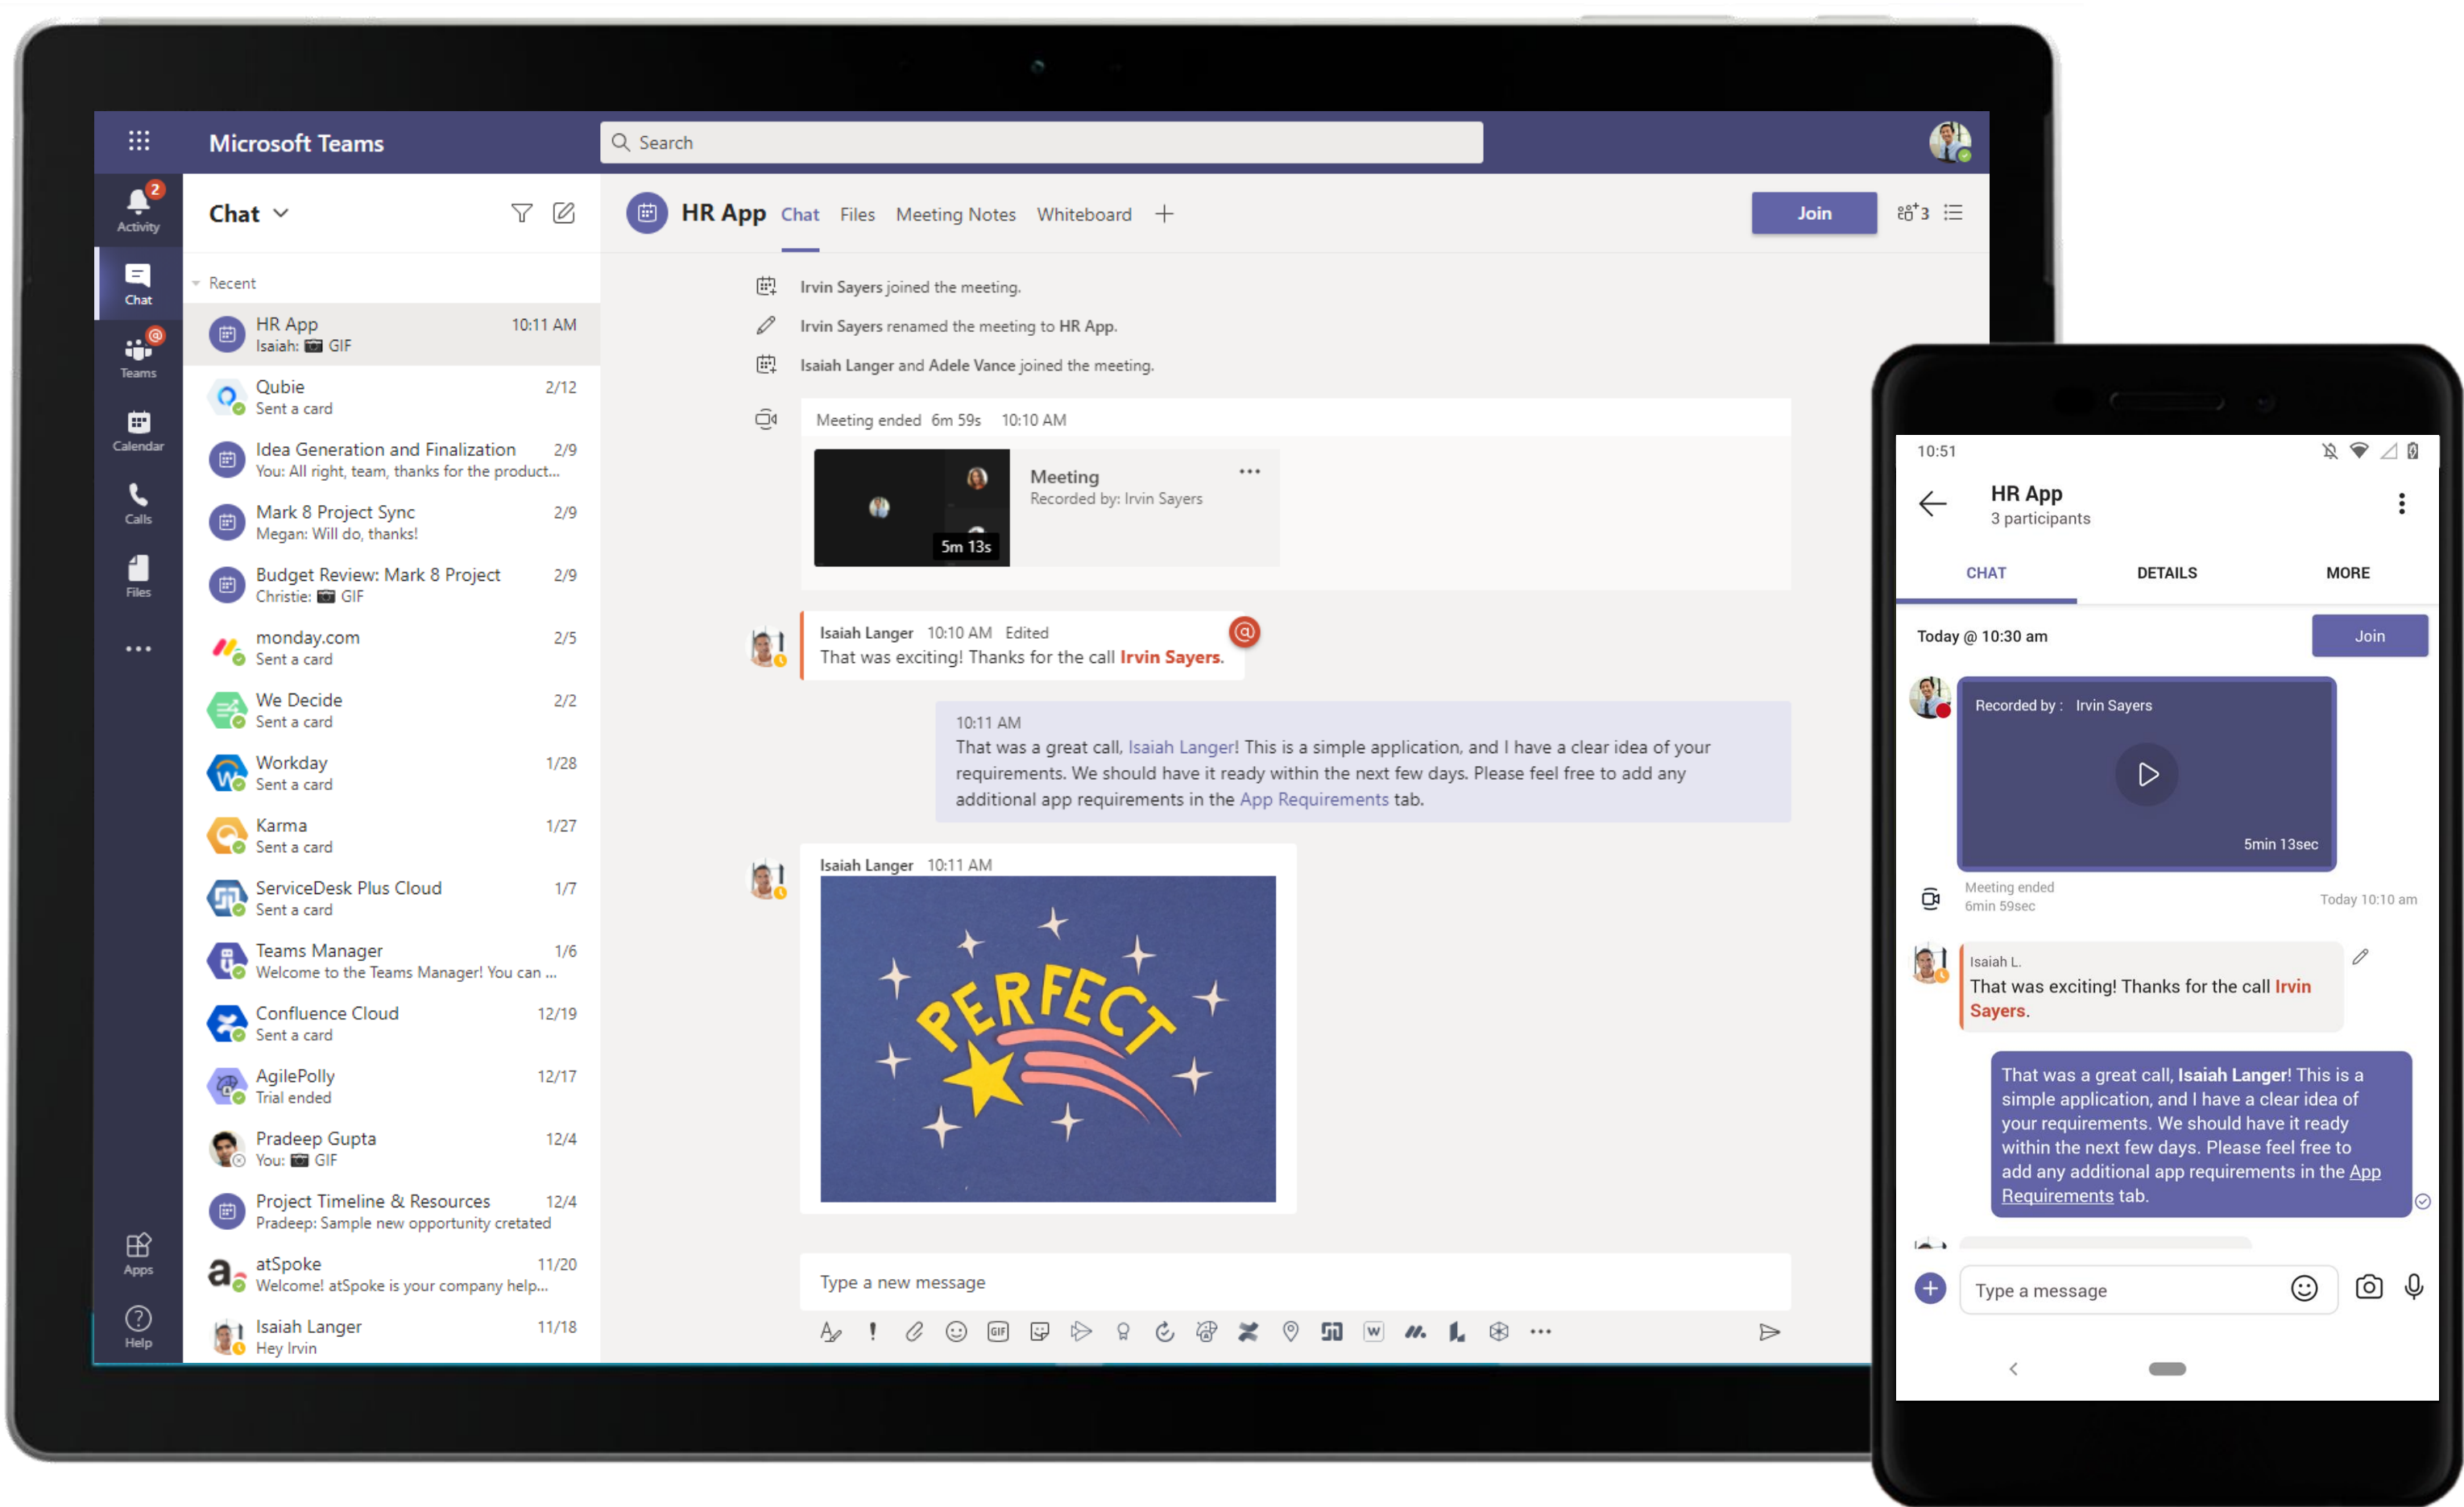 Microsoft Teams
Search
2
Activity
Chat
Teams
Calendar
Calls
Files
Apps
Help
Chat
Recent
HR App 10:11 AM
Isaiah: GIF
Qubie 2/12
Sent a card
Idea Generation and Finalization 2/9
You: All right, team, thanks for the product...
Mark 8 Project Sync 2/9
Megan: Will do, thanks!
Budget Review: Mark 8 Project 2/9
Christie: GIF
monday.com 2/5
Sent a card
We Decide 2/2
Sent a card
Workday 1/28
Sent a card
Karma 1/27
Sent a card
ServiceDesk Plus Cloud 1/7
Sent a card
Teams Manager 1/6
Welcome to the Teams Manager! You can ...
Confluence Cloud 12/19
Sent a card
AgilePolly 12/17
Trial ended
Pradeep Gupta 12/4
You: GIF
Project Timeline & Resources 12/4
Pradeep: Sample new opportunity cretated
atSpoke 11/20
Welcome! atSpoke is your company help...
Isaiah Langer 11/18
Hey Irvin
HR App Chat Files Meeting Notes Whiteboard
Join 3
Irvin Sayers joined the meeting.
Irvin Sayers renamed the meeting to HR App.
Isaiah Langer and Adele Vance joined the meeting.
Meeting ended 6m 59s 10:10 AM
Meeting
Recorded by: Irvin Sayers
5m 13s
Isaiah Langer 10:10 AM Edited @
That was exciting! Thanks for the call Irvin Sayers.
10:11 AM
That was a great call, Isaiah Langer! This is a simple application, and I have a clear idea of your
requirements. We should have it ready within the next few days. Please feel free to add any
additional app requirements in the App Requirements tab.
Isaiah Langer 10:11 AM
PERFECT
Type a new message
GIF
10:51
HR App
3 participants
CHAT DETAILS MORE
Today @ 10:30 am Join
Recorded by : Irvin Sayers
5min 13sec
Meeting ended
6min 59sec Today 10:10 am
Isaiah L.
That was exciting! Thanks for the call Irvin
Sayers.
That was a great call, Isaiah Langer! This is a
simple application, and I have a clear idea of
your requirements. We should have it ready
within the next few days. Please feel free to
add any additional app requirements in the App
Requirements tab.
Type a message